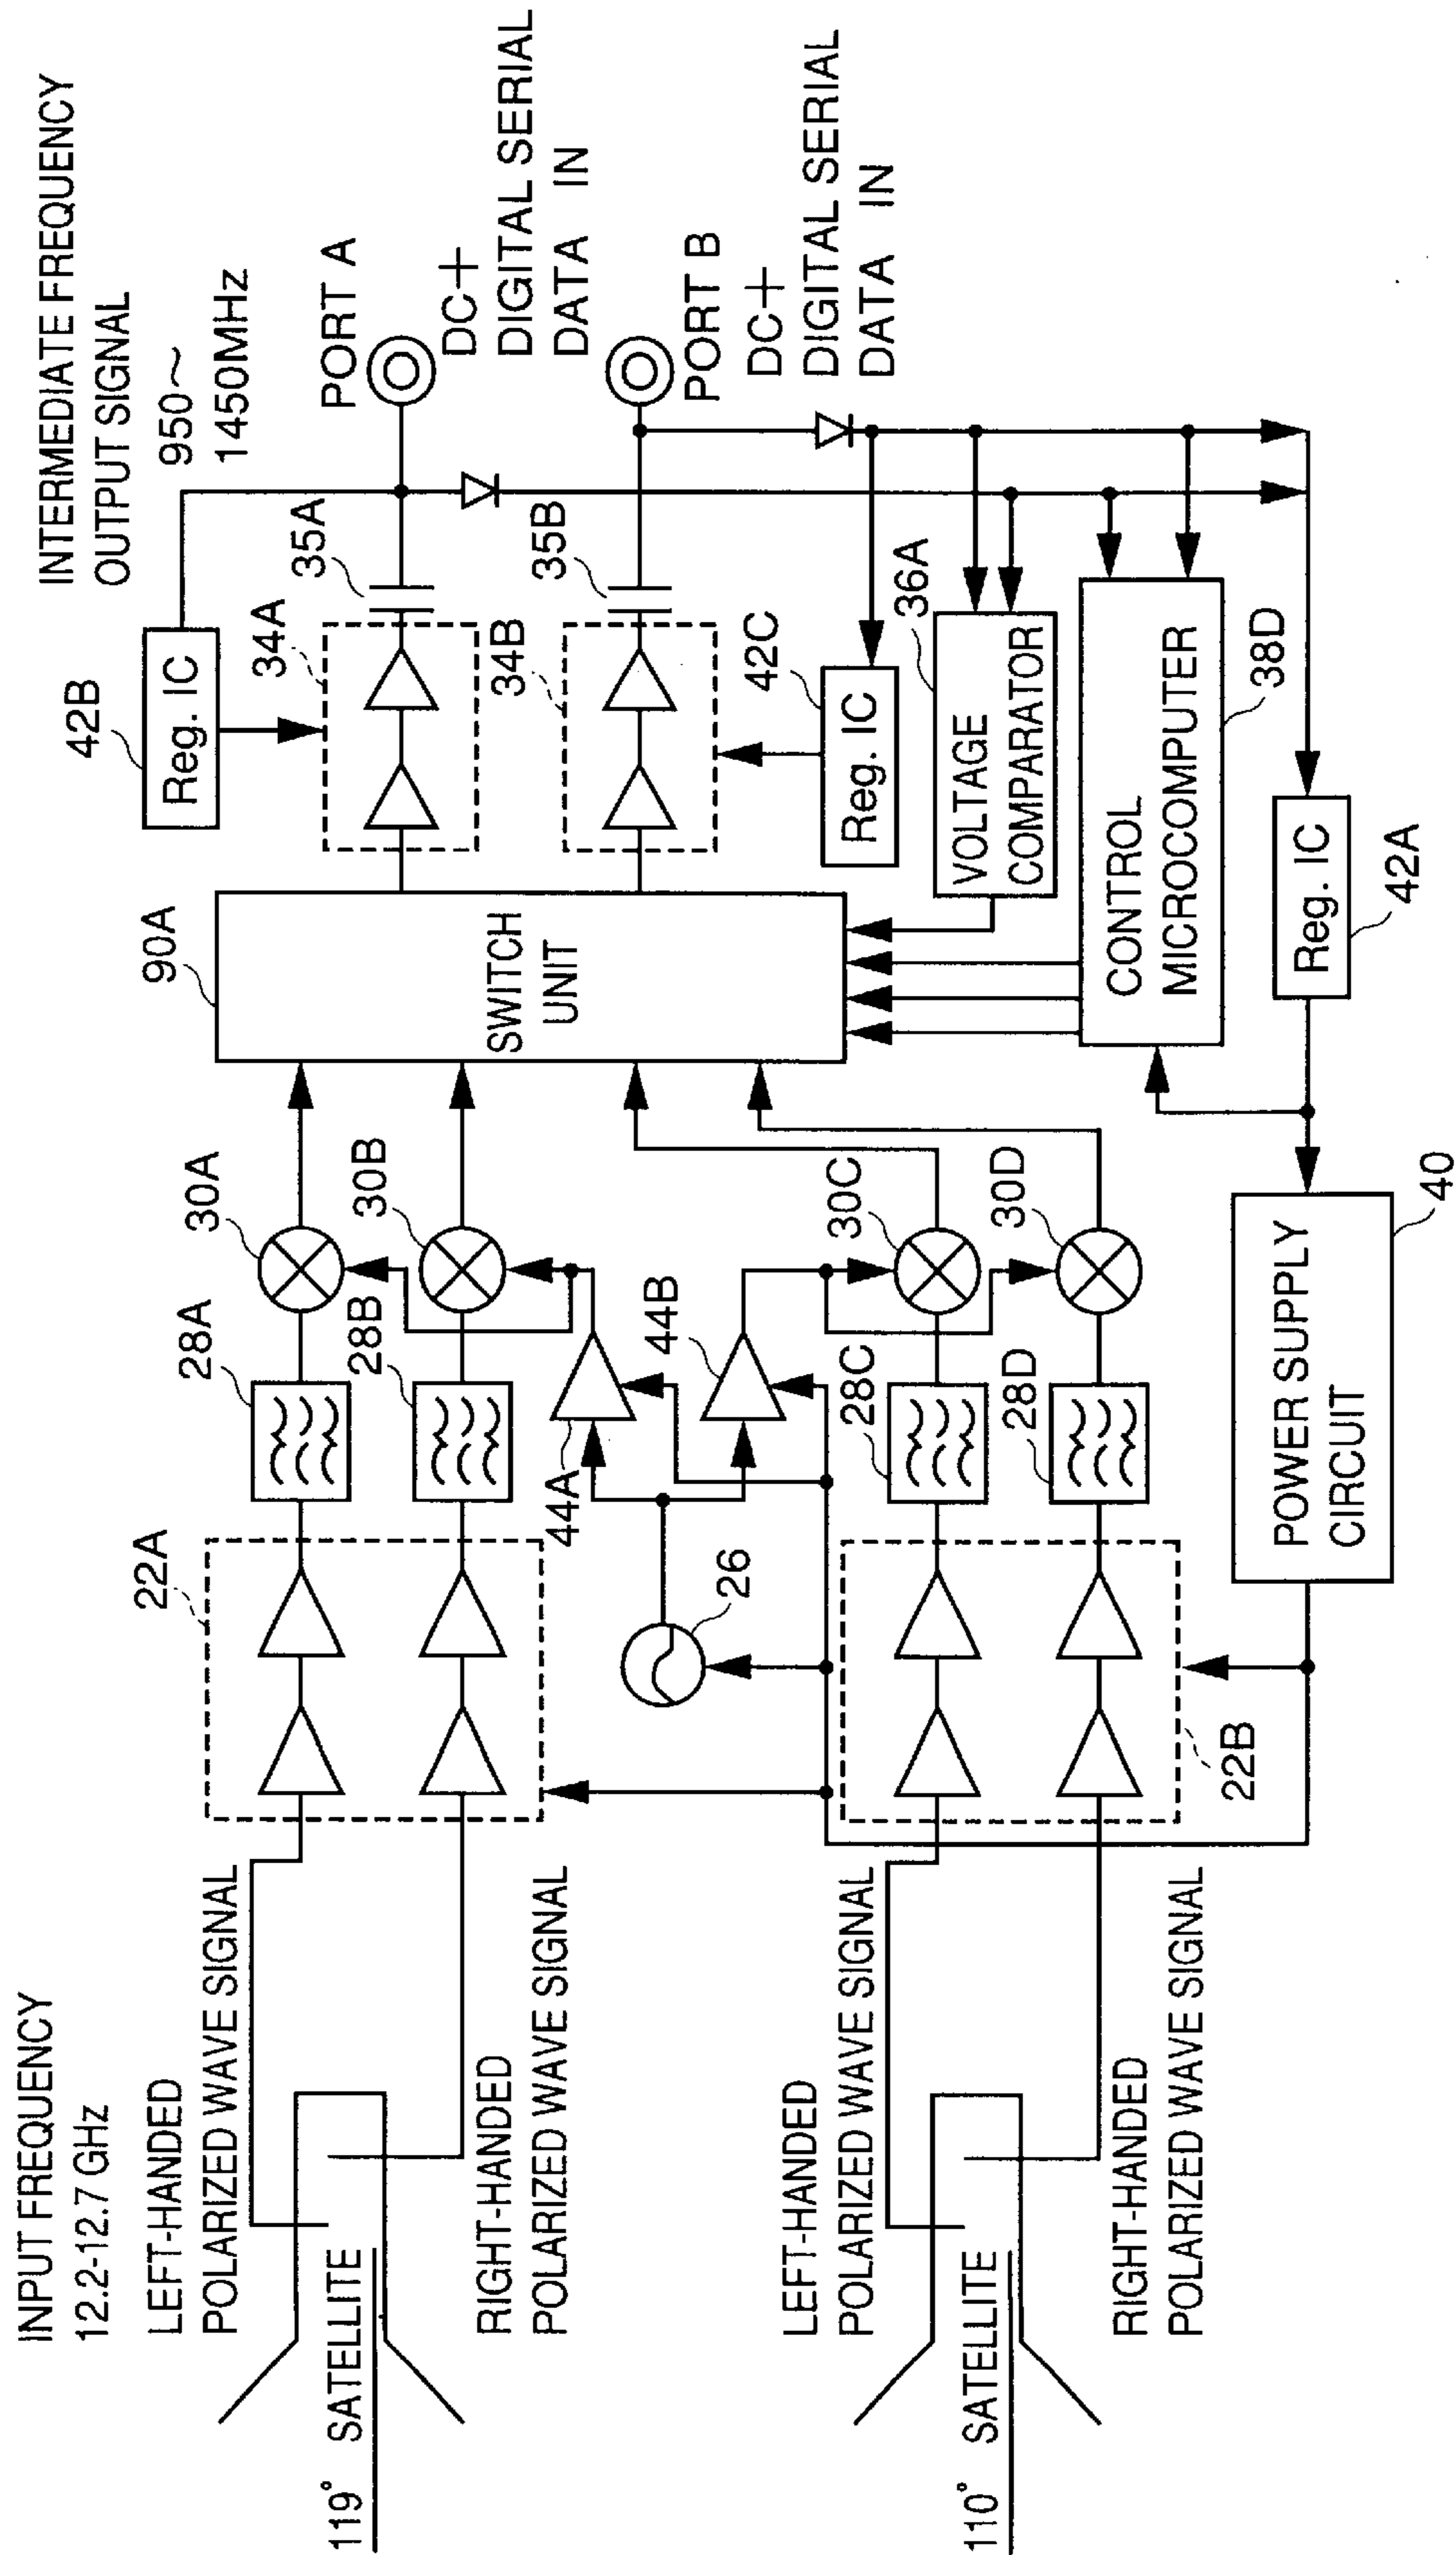 INPUT FREQUENCY
12.2-12.7 GHz
LEFT-HANDED
POLARIZED WAVE SIGNAL
119° SATELLITE
RIGHT-HANDED
POLARIZED WAVE SIGNAL
22A
28A
28B
30A
30B
44A
44B
26
90A
SWITCH
UNIT
42B
Reg. IC
34A
35A
34B
35B
INTERMEDIATE FREQUENCY
OUTPUT SIGNAL
950~
1450MHz
PORT A
DC+
DIGITAL SERIAL
DATA IN
PORT B
DC+
DIGITAL SERIAL
DATA IN
LEFT-HANDED
POLARIZED WAVE SIGNAL
110° SATELLITE
RIGHT-HANDED
POLARIZED WAVE SIGNAL
22B
28C
28D
30C
30D
42C
Reg. IC
36A
VOLTAGE
COMPARATOR
CONTROL
MICROCOMPUTER
38D
Reg. IC
42A
POWER SUPPLY
CIRCUIT
40